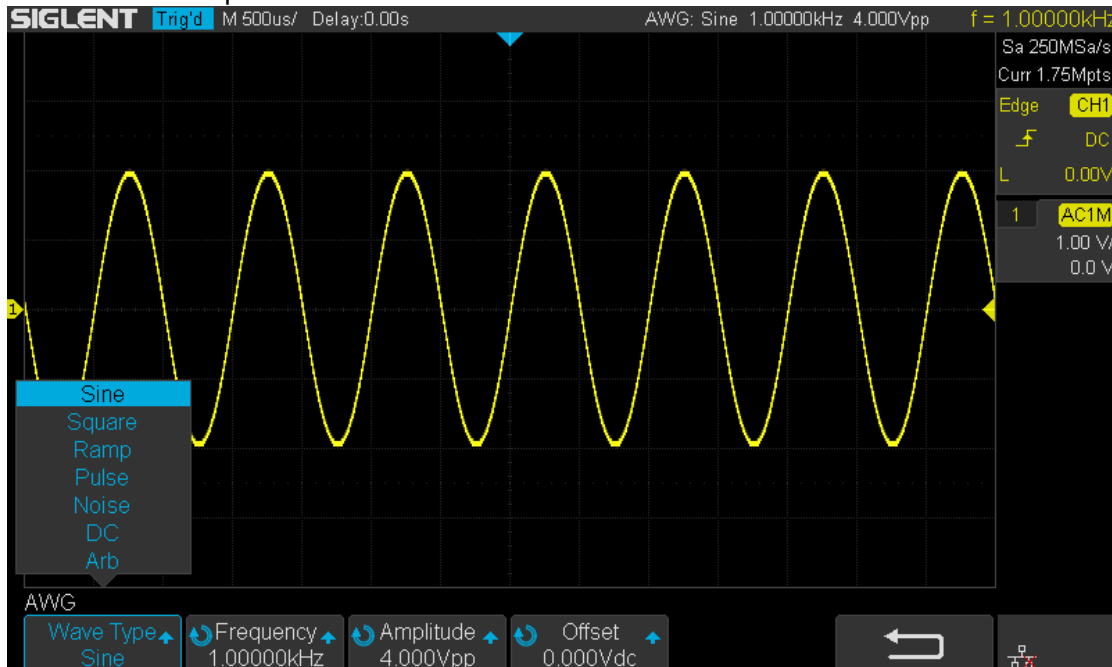 SIGLENT Trig'd M 500us/ Delay:0.00s AWG: Sine 1.00000kHz 4.000Vpp f = 1.00000kHz
Sa 250MSa/s
Curr 1.75Mpts
Edge CH1
DC
L 0.00V
1 AC1M
1.00 V/
0.0 V
1
Sine
Square
Ramp
Pulse
Noise
DC
Arb
AWG
Wave Type Frequency Amplitude Offset
Sine 1.00000kHz 4.000Vpp 0.000Vdc